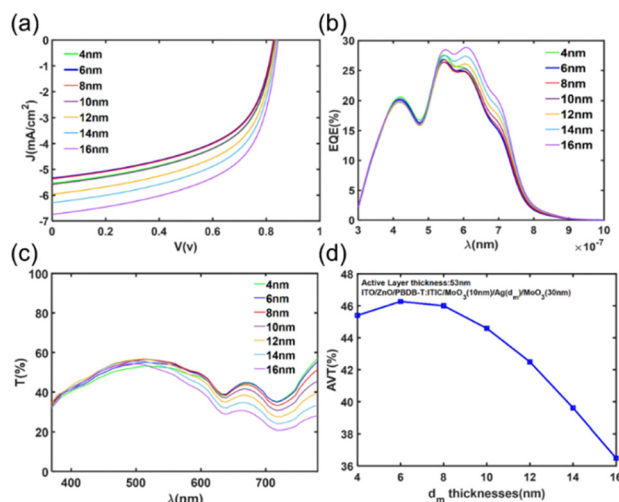 (a)
0
-1
-2
-3
-4
-5
-6
-7
J(mA/cm²)
4nm
6nm
8nm
10nm
12nm
14nm
16nm
0 0.2 0.4 0.6 0.8 1
V(v)
(b)
30
25
20
15
10
5
0
EQE(%)
4nm
6nm
8nm
10nm
12nm
14nm
16nm
3 4 5 6 7 8 9 10
λ(nm) ×10⁻⁷
(c)
100
80
60
40
20
0
T(%)
4nm
6nm
8nm
10nm
12nm
14nm
16nm
400 500 600 700
λ(nm)
(d)
48
46
44
42
40
38
36
AVT(%)
Active Layer thickness:53nm
ITO/ZnO/PBDB-T:ITIC/MoO₃(10nm)/Ag(dₘ)/MoO₃(30nm)
4 6 8 10 12 14 16
dₘ thicknesses(nm)